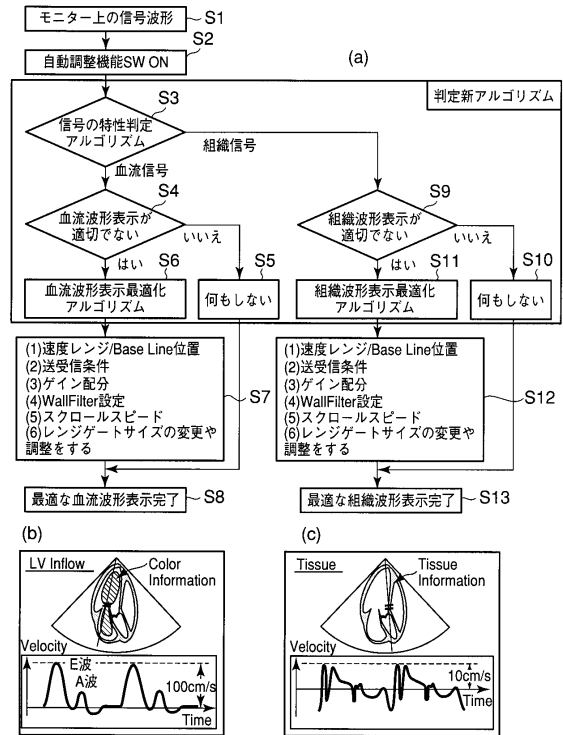 モニター上の信号波形
S1
自動調整機能SW ON
S2
(a)
判定新アルゴリズム
信号の特性判定
アルゴリズム
S3
組織信号
血流信号
血流波形表示が
適切でない
S4
いいえ
はい
組織波形表示が
適切でない
S9
いいえ
はい
血流波形表示最適化
アルゴリズム
S6
何もしない
S5
組織波形表示最適化
アルゴリズム
S11
何もしない
S10
(1)速度レンジ/Base Line位置
(2)送受信条件
(3)ゲイン配分
(4)WallFilter設定
(5)スクロールスピード
(6)レンジゲートサイズの変更や
調整をする
S7
(1)速度レンジ/Base Line位置
(2)送受信条件
(3)ゲイン配分
(4)WallFilter設定
(5)スクロールスピード
(6)レンジゲートサイズの変更や
調整をする
S12
最適な血流波形表示完了
S8
最適な組織波形表示完了
S13
(b)
LV Inflow
Color
Information
Velocity
E波
A波
100cm/s
Time
(c)
Tissue
Tissue
Information
Velocity
10cm/s
Time